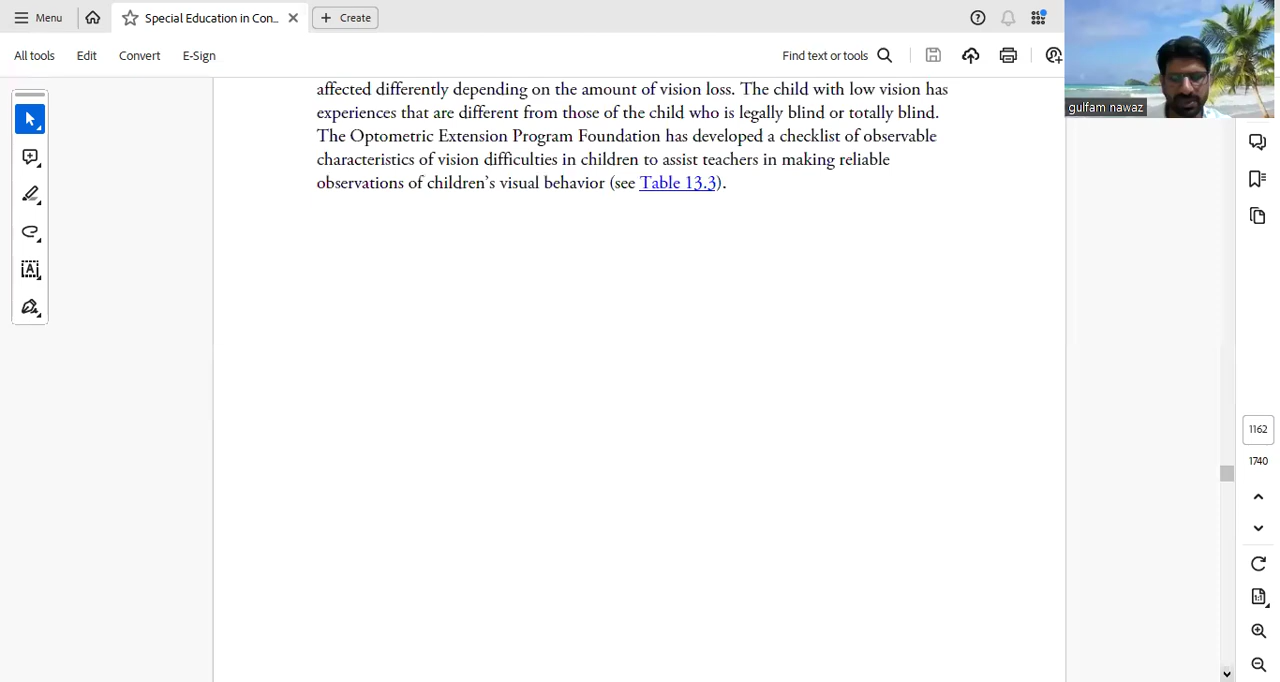 Menu
Special Education in Con...
Create
All tools
Edit
Convert
E-Sign
Find text or tools
gulfam nawaz
affected differently depending on the amount of vision loss. The child with low vision has
experiences that are different from those of the child who is legally blind or totally blind.
The Optometric Extension Program Foundation has developed a checklist of observable
characteristics of vision difficulties in children to assist teachers in making reliable
observations of children's visual behavior (see Table 13.3).
1162
1740